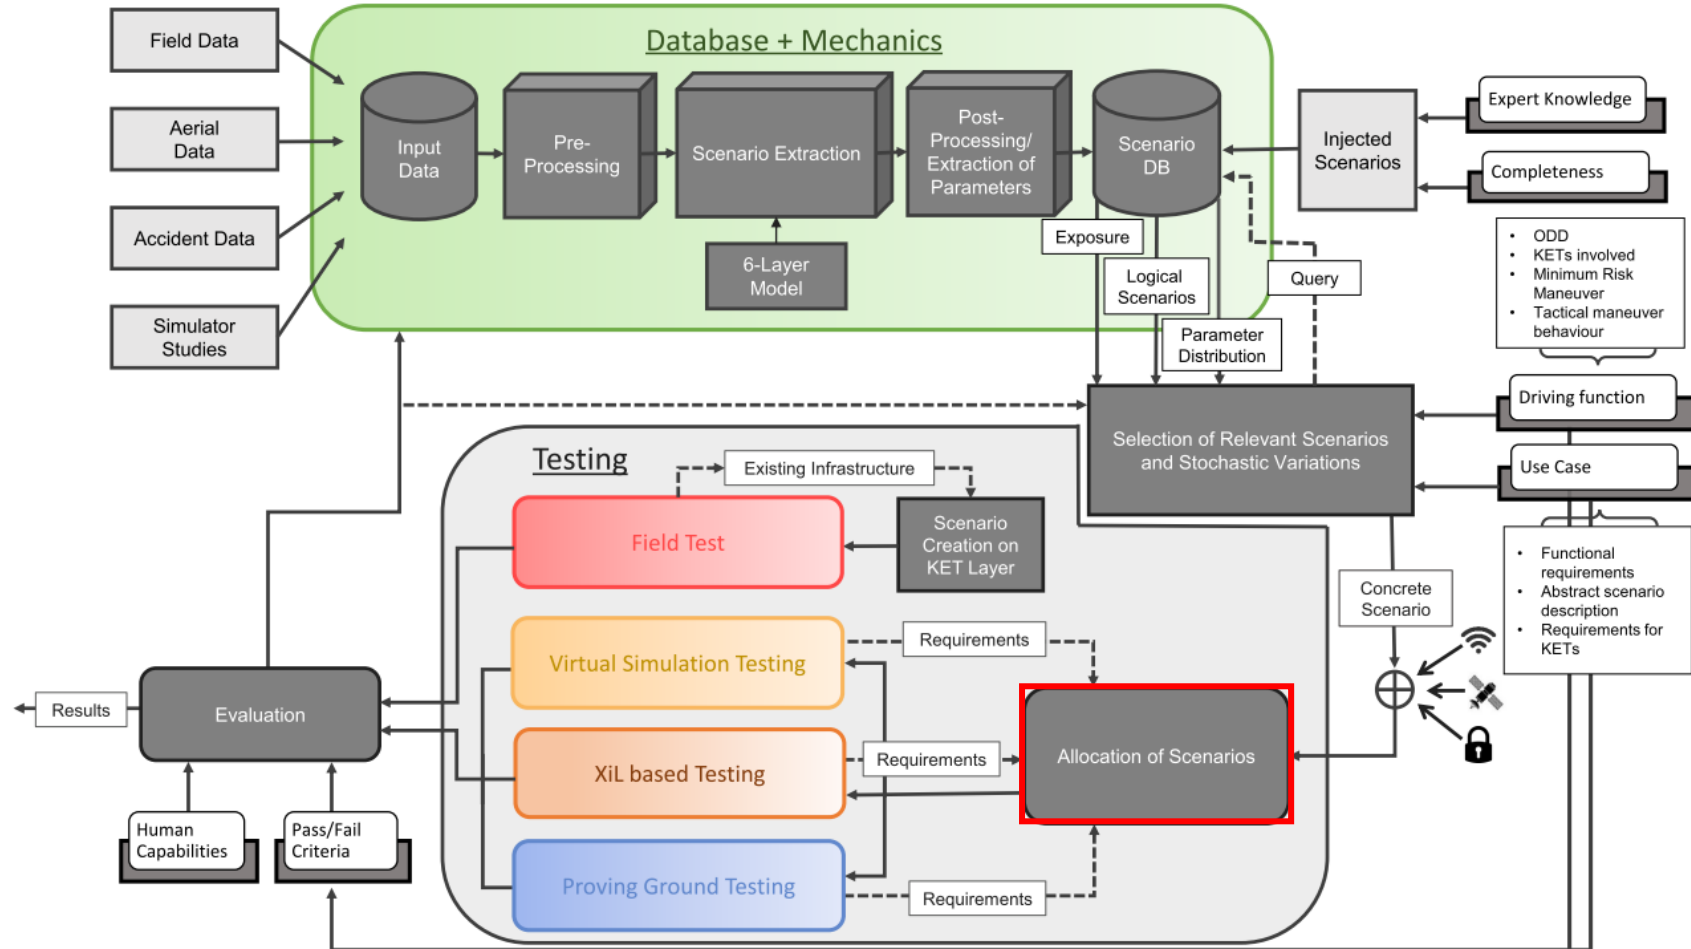 Database + Mechanics
Field Data
Aerial
Data
Accident Data
Simulator
Studies
Input
Data
Pre-
Processing
Scenario Extraction
6-Layer
Model
Post-
Processing/
Extraction of
Parameters
Scenario
DB
Injected
Scenarios
Expert Knowledge
Completeness
Exposure
Logical
Scenarios
Parameter
Distribution
Query
• ODD
• KETs involved
• Minimum Risk
Maneuver
• Tactical maneuver
behaviour
Driving function
Use Case
• Functional
requirements
• Abstract scenario
description
• Requirements for
KETs
Selection of Relevant Scenarios
and Stochastic Variations
Concrete
Scenario
Testing
Existing Infrastructure
Field Test
Scenario
Creation on
KET Layer
Virtual Simulation Testing
Requirements
XiL based Testing
Requirements
Allocation of Scenarios
Proving Ground Testing
Requirements
Evaluation
Results
Human
Capabilities
Pass/Fail
Criteria